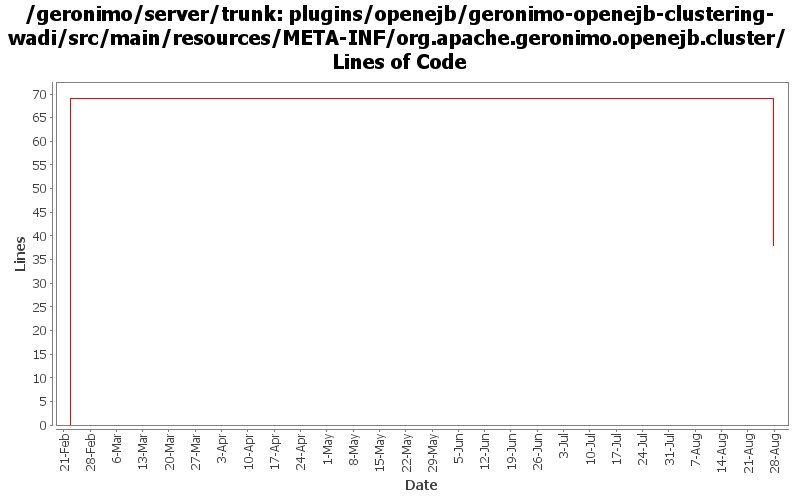 /geronimo/server/trunk: plugins/openejb/geronimo-openejb-clustering-
wadi/src/main/resources/META-INF/org.apache.geronimo.openejb.cluster/
Lines of Code
70
65
60
55
50
45
40
35
30
25
20
15
10
5
0
Lines
21-Feb
28-Feb
6-Mar
13-Mar
20-Mar
27-Mar
3-Apr
10-Apr
17-Apr
24-Apr
1-May
8-May
15-May
22-May
29-May
5-Jun
12-Jun
19-Jun
26-Jun
3-Jul
10-Jul
17-Jul
24-Jul
31-Jul
7-Aug
14-Aug
21-Aug
28-Aug
Date